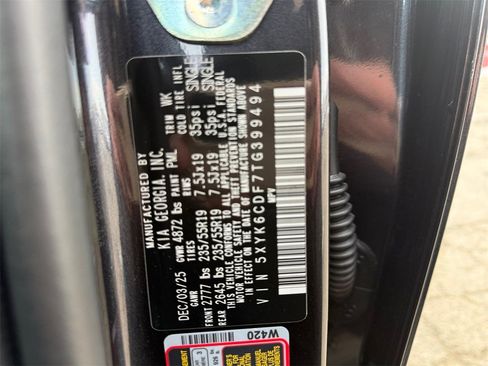 MANUFACTURED BY
KIA GEORGIA, INC.
DEC/03/25 GVWR 4872 lbs PAINT PML TRIM WK
GAWR TIRES RIMS COLD TIRE INFL
FRONT 2777 lbs 235/55R19 7.5Jx19 35psi SINGLE
REAR 2645 lbs 235/55R19 7.5Jx19 35psi SINGLE
THIS VEHICLE CONFORMS TO ALL APPLICABLE U.S.A. FEDERAL
MOTOR VEHICLE SAFETY AND THEFT PREVENTION STANDARDS
IN EFFECT ON THE DATE OF MANUFACTURE SHOWN ABOVE
VIN 5XYK6CDF7TG399494
MPV
W420